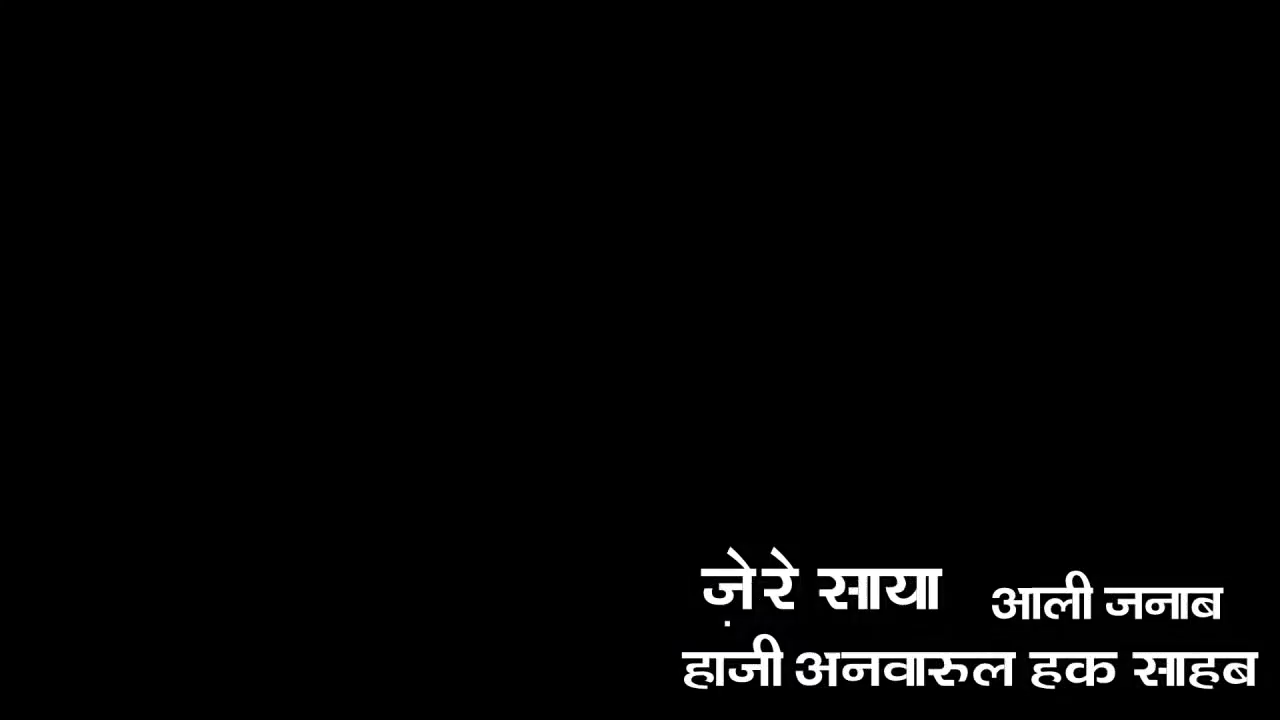 ज़ेरे साया आली जनाब
हाजी अनवारुल हक साहब